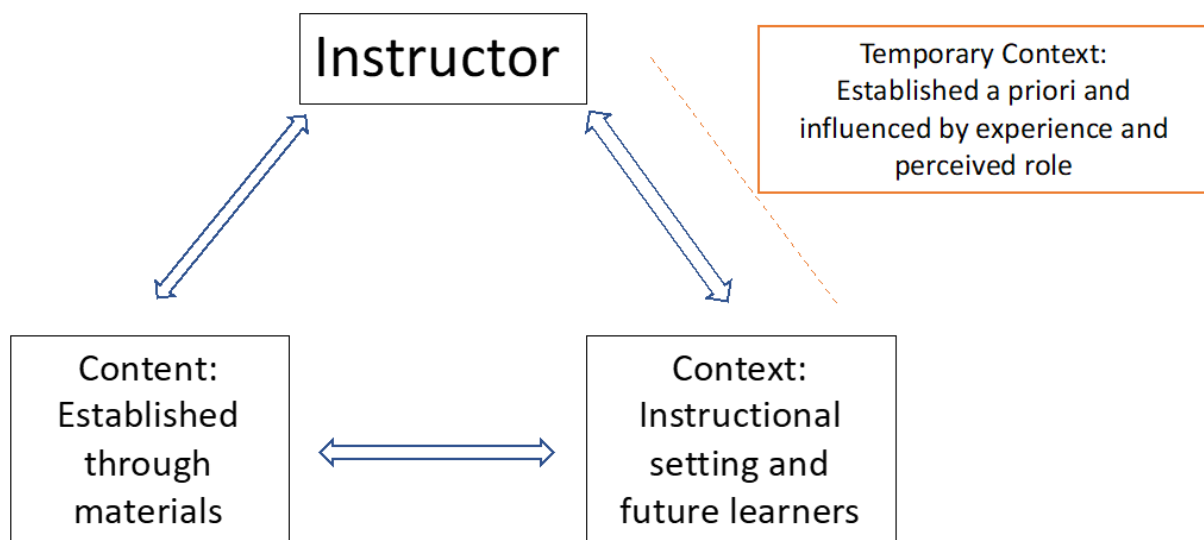 Instructor
Temporary Context:
Established a priori and
influenced by experience and
perceived role
Content:
Established
through
materials
Context:
Instructional
setting and
future learners